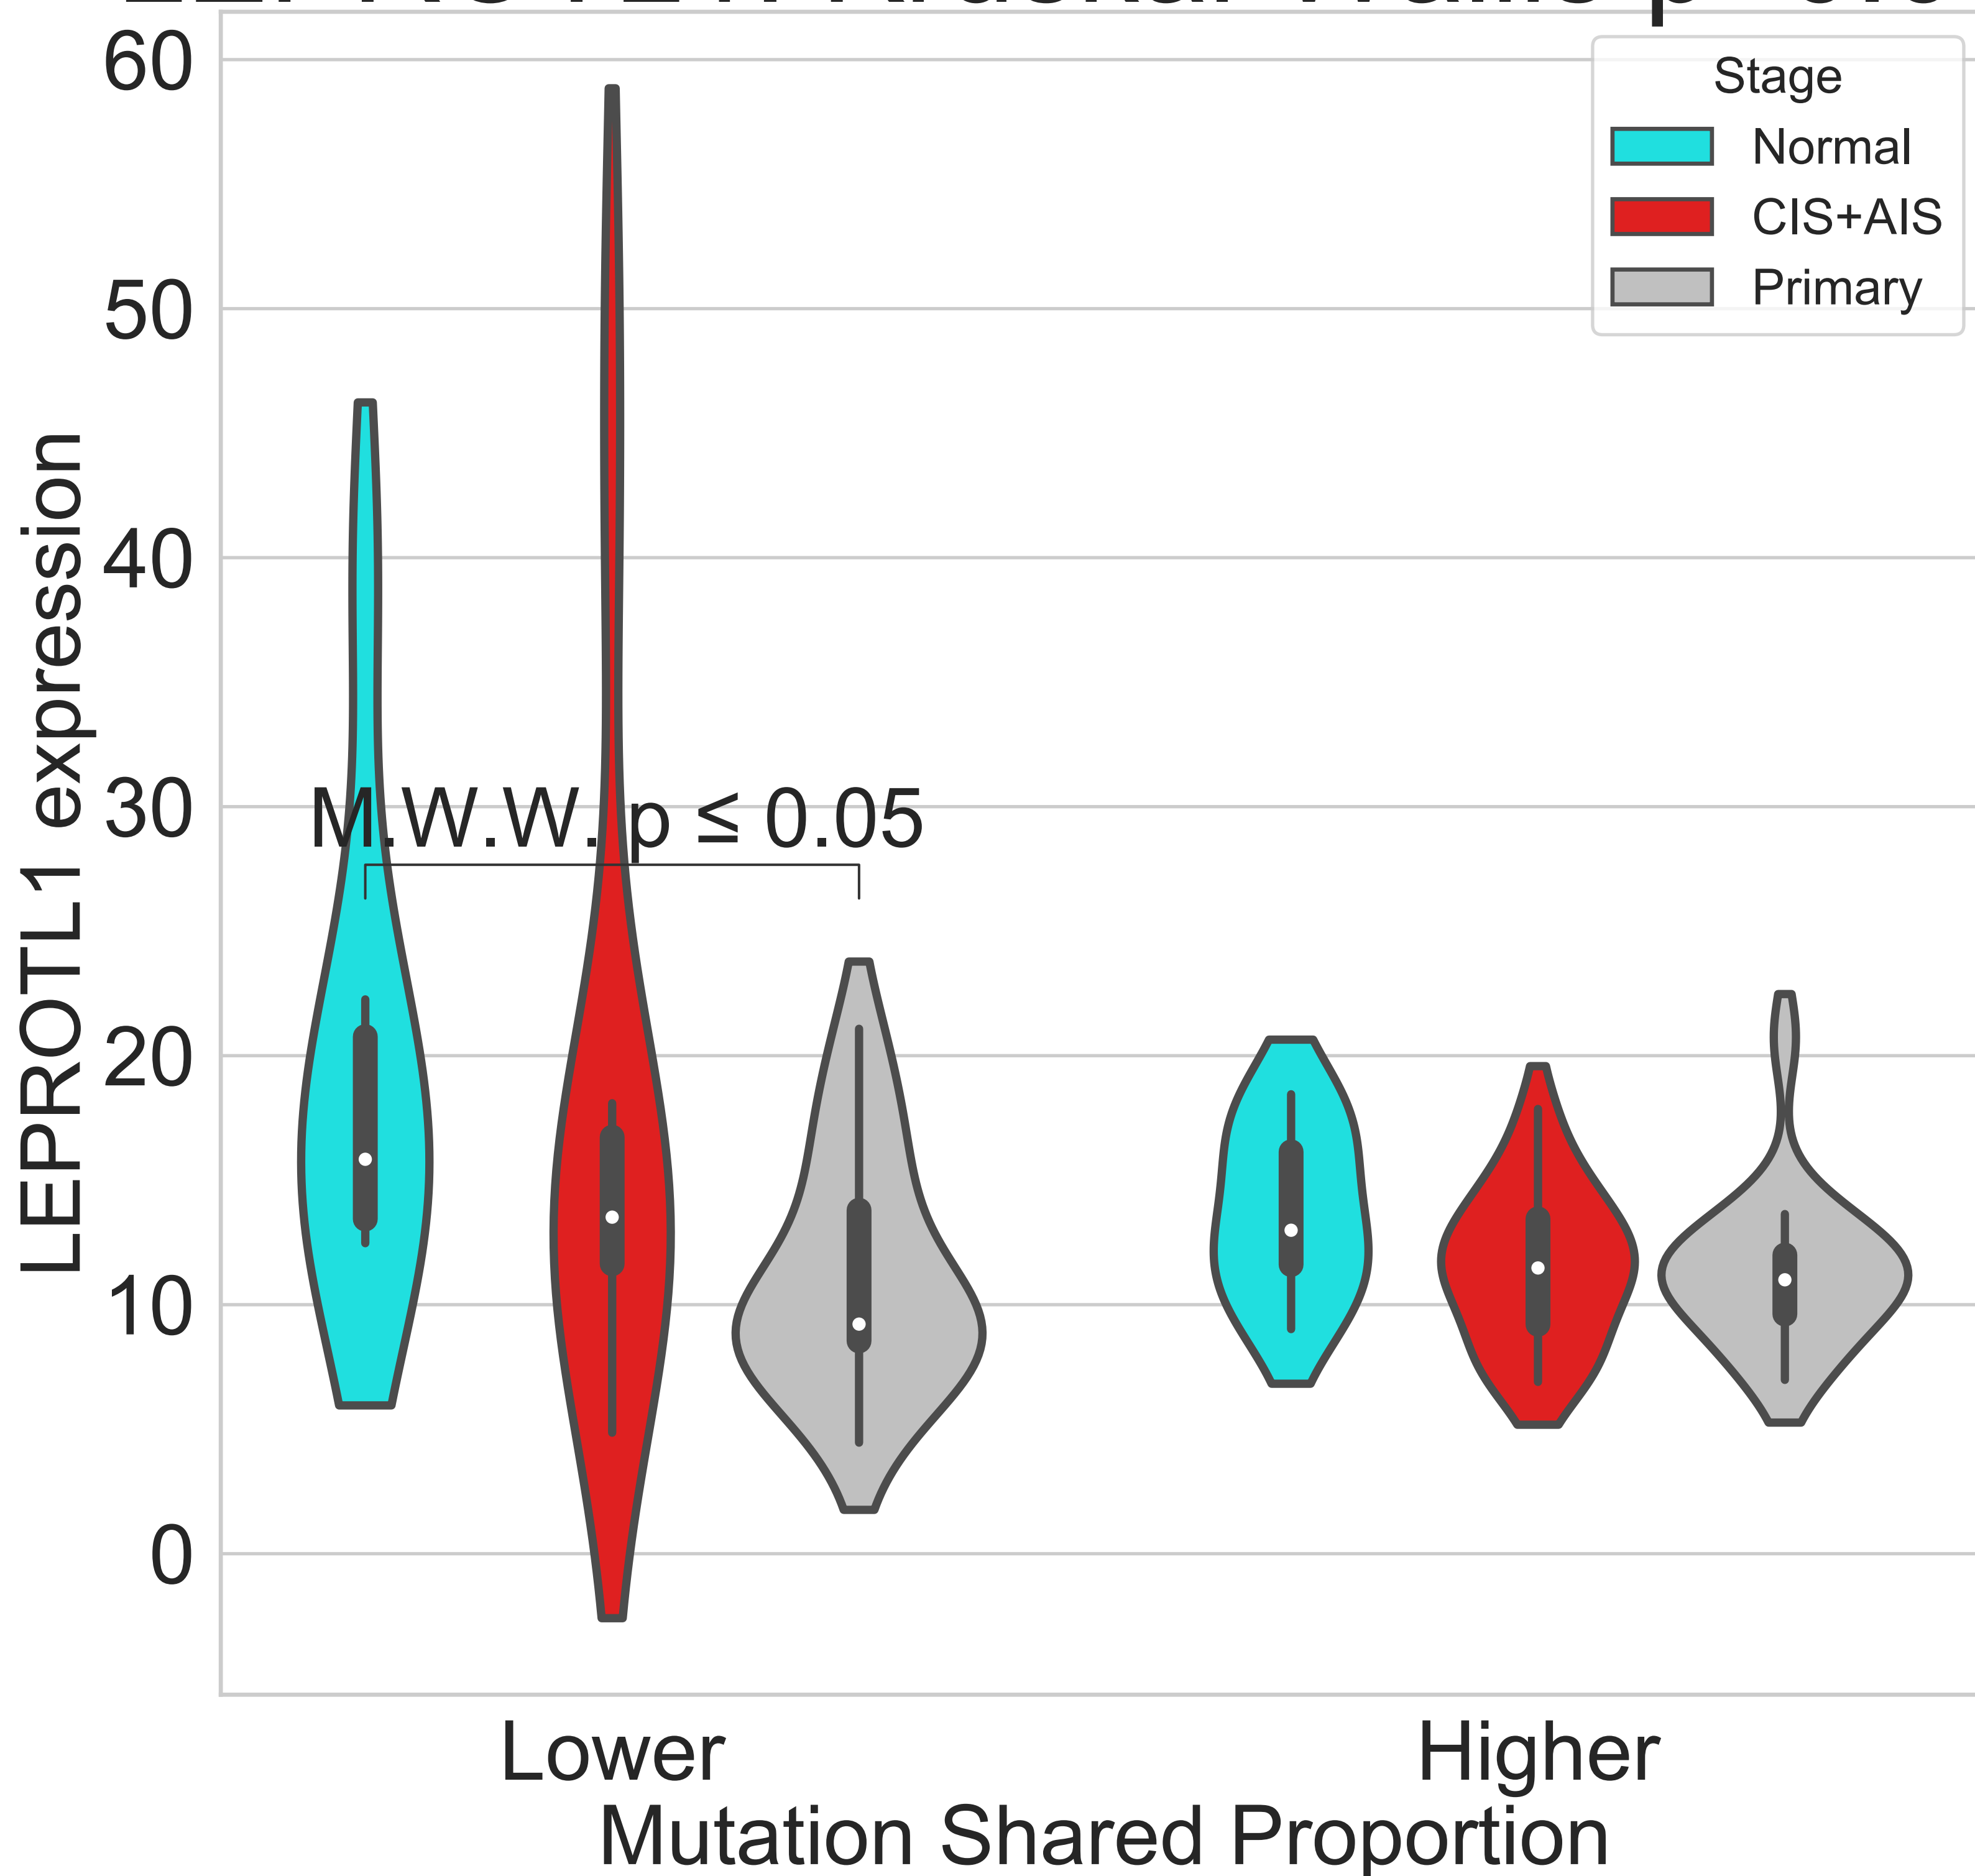 60
50
40
30
20
10
0
LEPROTL1 expression
Stage
Normal
CIS+AIS
Primary
M.W.W. p ≤ 0.05
Lower
Higher
Mutation Shared Proportion